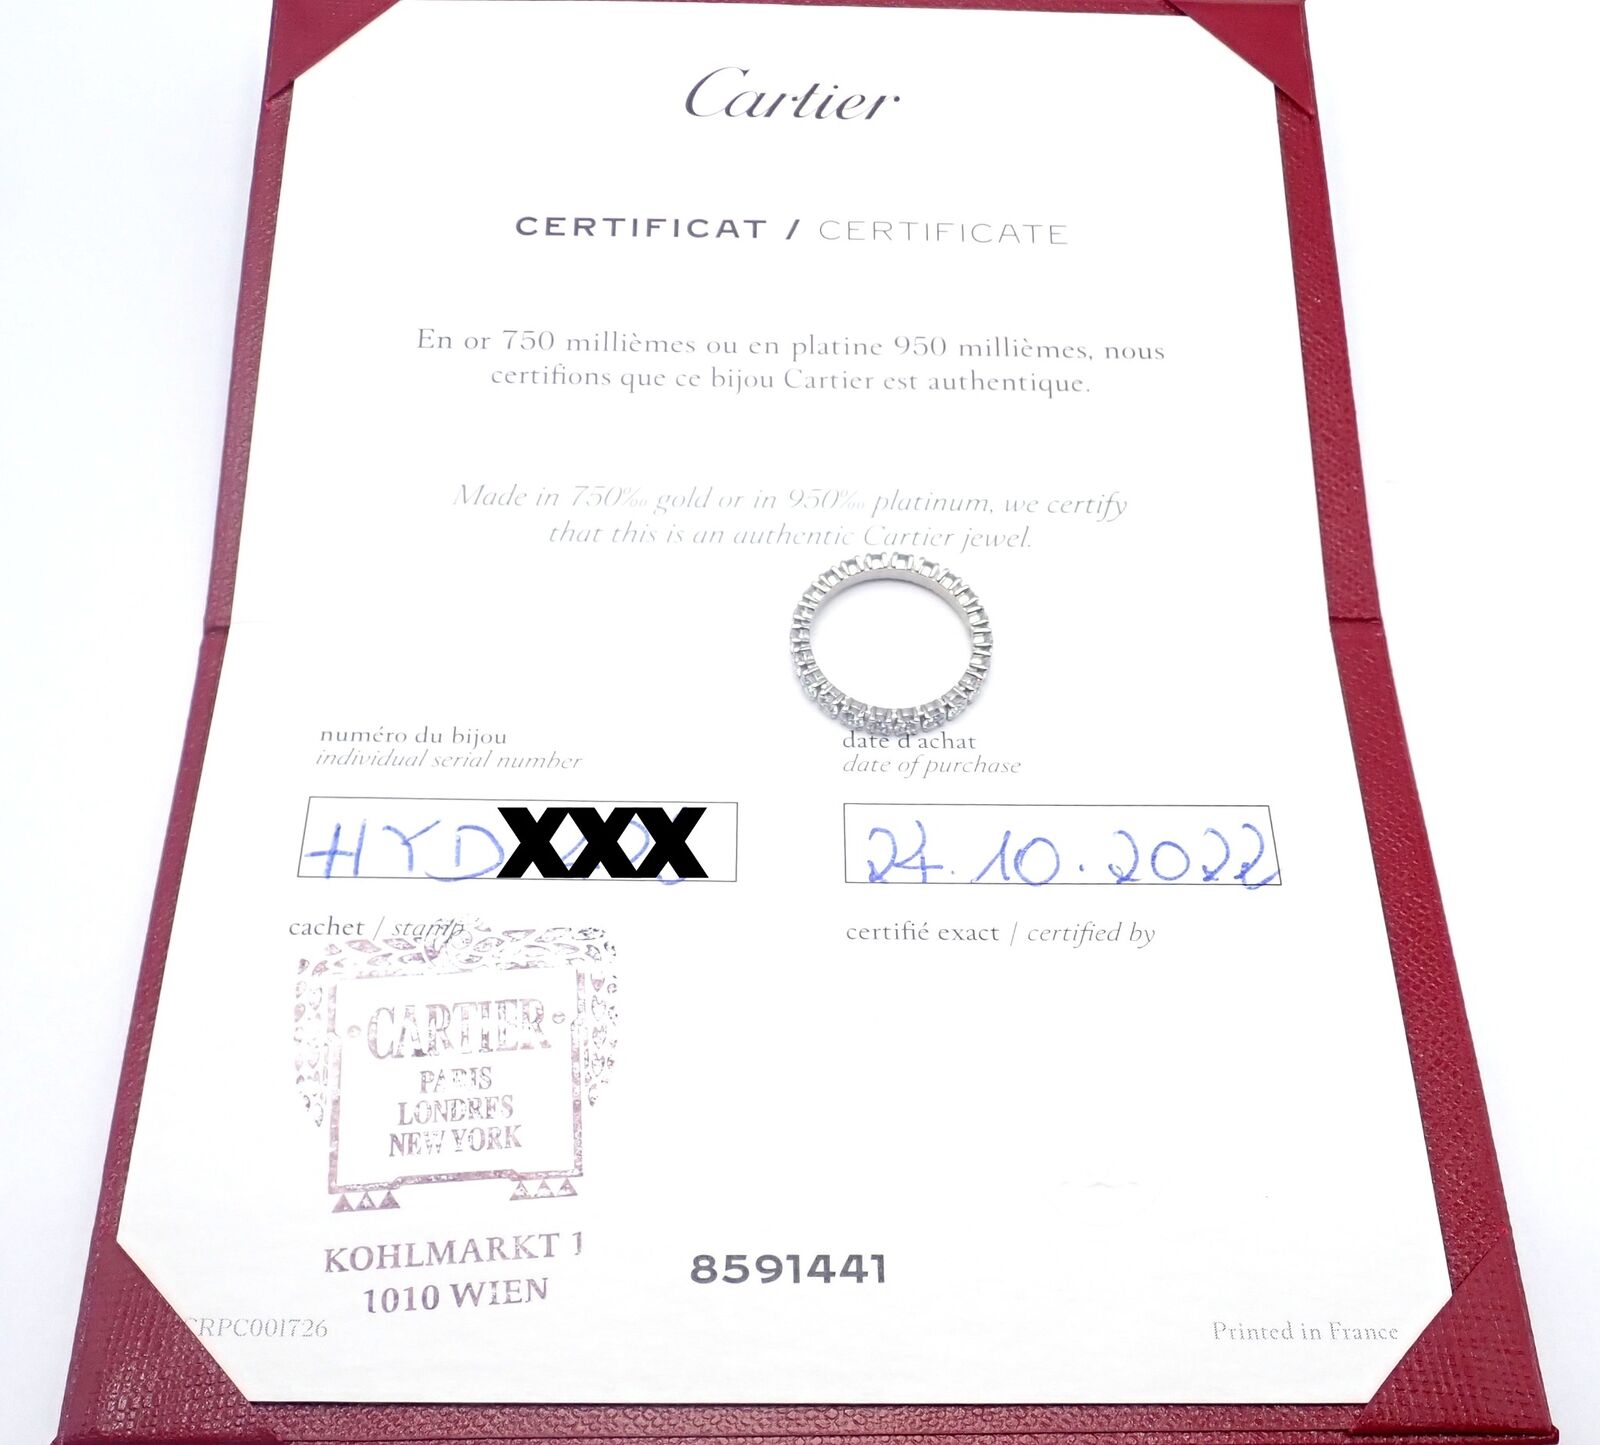 Cartier
CERTIFICAT / CERTIFICATE
En or 750 millièmes ou en platine 950 millièmes, nous
certifions que ce bijou Cartier est authentique.
Made in 750‰ gold or in 950‰ platinum, we certify
that this is an authentic Cartier jewel.
numéro du bijou
individual serial number
HYD XXX
date d'achat
date of purchase
24.10.2022
cachet / stamp
CARTIER
PARIS
LONDRES
NEW YORK
KOHLMARKT 1
1010 WIEN
certifié exact / certified by
8591441
CRPC001726
Printed in France